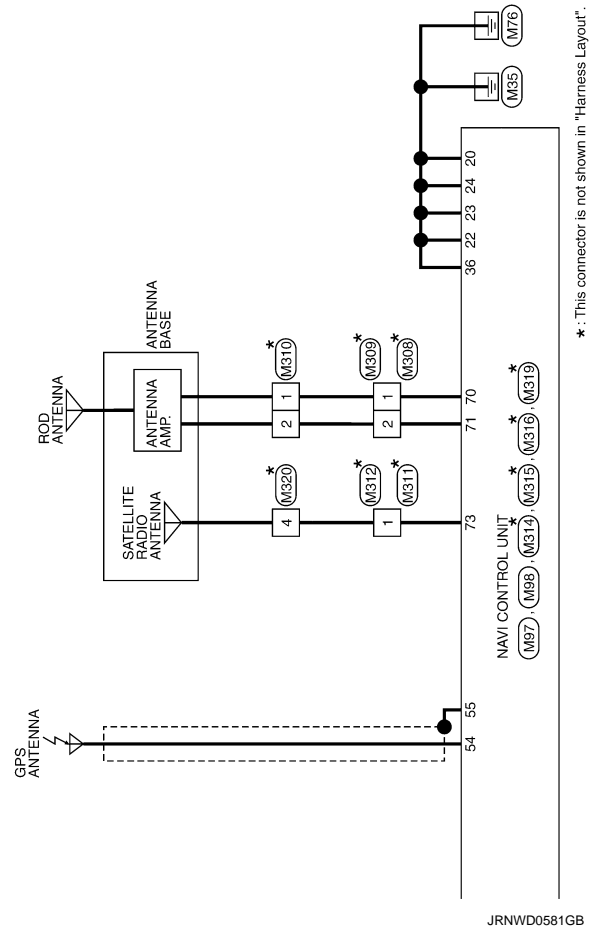 GPS
ANTENNA
SATELLITE
RADIO
ANTENNA
ROD
ANTENNA
ANTENNA
AMP.
ANTENNA
BASE
4
* M320
2 1
* M310
1
* M312
* M311
2 1
* M309
* M308
54 55 73 71 70 36 22 23 24 20
M35
M76
NAVI CONTROL UNIT
M97 , M98 , M314* , M315* , M316* , M319*
* : This connector is not shown in "Harness Layout".
JRNWD0581GB